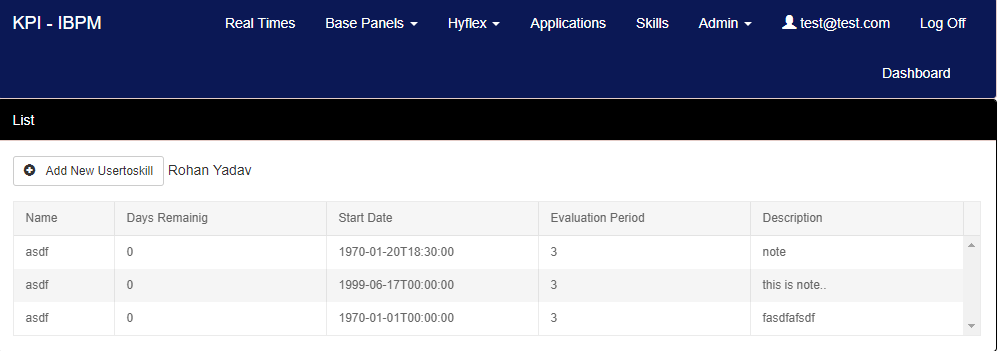 KPI - IBPM Real Times Base Panels Hyflex Applications Skills Admin test@test.com Log Off
Dashboard
List
Add New Usertoskill Rohan Yadav
Name Days Remainig Start Date Evaluation Period Description
asdf 0 1970-01-20T18:30:00 3 note
asdf 0 1999-06-17T00:00:00 3 this is note..
asdf 0 1970-01-01T00:00:00 3 fasdfafsdf